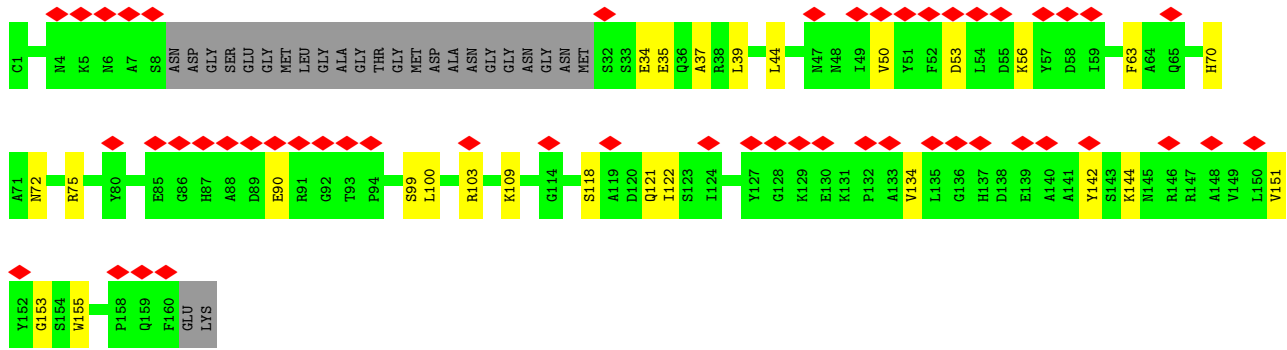 C1 N4 K5 N6 A7 S8 ASN ASP GLY SER GLU GLY MET LEU GLY ALA GLY THR GLY MET ASP ALA ASN GLY GLY ASN GLY ASN MET S32 S33 E34 E35 Q36 A37 R38 L39 L44 N47 N48 I49 V50 Y51 F52 D53 L54 D55 K56 Y57 D58 I59 F63 A64 Q65 H70
A71 N72 R75 Y80 E85 G86 H87 A88 D89 E90 R91 G92 T93 P94 S99 L100 R103 K109 G114 S118 A119 D120 Q121 I122 S123 I124 Y127 G128 K129 E130 K131 P132 A133 V134 L135 G136 H137 D138 E139 A140 A141 Y142 S143 K144 N145 R146 R147 A148 V149 L150 V151
Y152 G153 S154 W155 P158 Q159 F160 GLU LYS